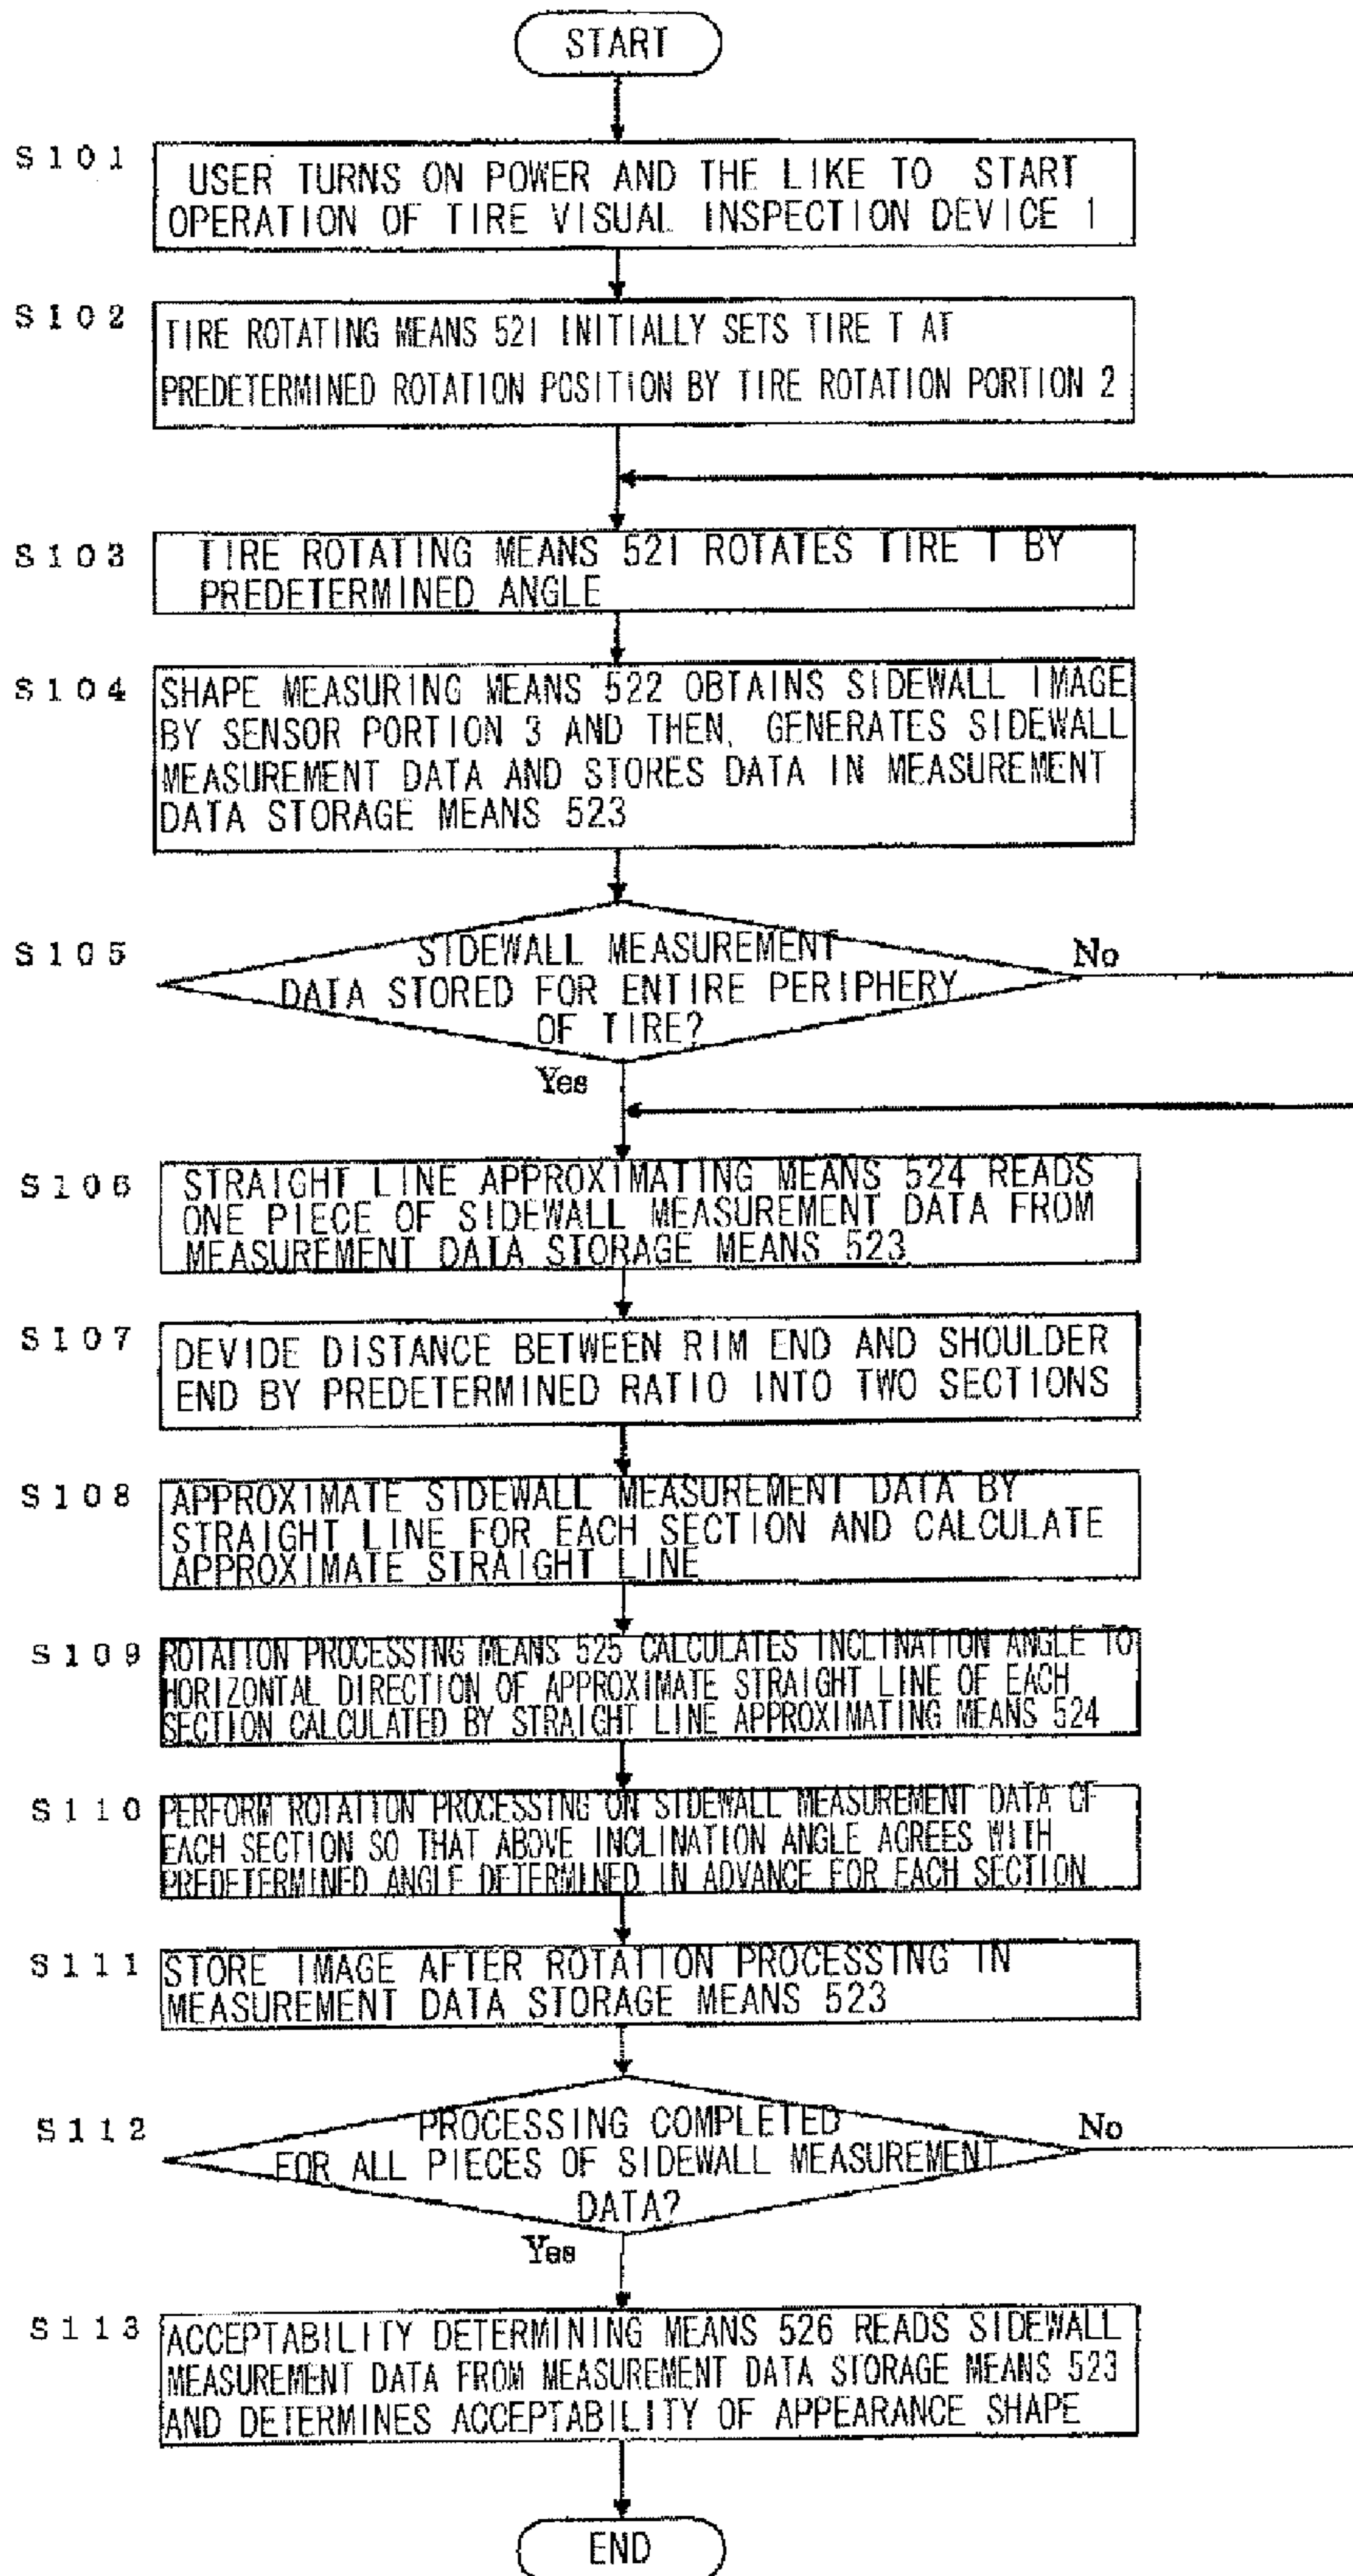 START
S101
USER TURNS ON POWER AND THE LIKE TO START
OPERATION OF TIRE VISUAL INSPECTION DEVICE 1
S102
TIRE ROTATING MEANS 521 INITIALLY SETS TIRE T AT
PREDETERMINED ROTATION POSITION BY TIRE ROTATION PORTION 2
S103
TIRE ROTATING MEANS 521 ROTATES TIRE T BY
PREDETERMINED ANGLE
S104
SHAPE MEASURING MEANS 522 OBTAINS SIDEWALL IMAGE
BY SENSOR PORTION 3 AND THEN, GENERATES SIDEWALL
MEASUREMENT DATA AND STORES DATA IN MEASUREMENT
DATA STORAGE MEANS 523
S105
SIDEWALL MEASUREMENT
DATA STORED FOR ENTIRE PERIPHERY
OF TIRE?
No
Yes
S106
STRAIGHT LINE APPROXIMATING MEANS 524 READS
ONE PIECE OF SIDEWALL MEASUREMENT DATA FROM
MEASUREMENT DATA STORAGE MEANS 523
S107
DEVIDE DISTANCE BETWEEN RIM END AND SHOULDER
END BY PREDETERMINED RATIO INTO TWO SECTIONS
S108
APPROXIMATE SIDEWALL MEASUREMENT DATA BY
STRAIGHT LINE FOR EACH SECTION AND CALCULATE
APPROXIMATE STRAIGHT LINE
S109
ROTATION PROCESSING MEANS 525 CALCULATES INCLINATION ANGLE TO
HORIZONTAL DIRECTION OF APPROXIMATE STRAIGHT LINE OF EACH
SECTION CALCULATED BY STRAIGHT LINE APPROXIMATING MEANS 524
S110
PERFORM ROTATION PROCESSING ON SIDEWALL MEASUREMENT DATA OF
EACH SECTION SO THAT ABOVE INCLINATION ANGLE AGREES WITH
PREDETERMINED ANGLE DETERMINED IN ADVANCE FOR EACH SECTION
S111
STORE IMAGE AFTER ROTATION PROCESSING IN
MEASUREMENT DATA STORAGE MEANS 523
S112
PROCESSING COMPLETED
FOR ALL PIECES OF SIDEWALL MEASUREMENT
DATA?
No
Yes
S113
ACCEPTABILITY DETERMINING MEANS 526 READS SIDEWALL
MEASUREMENT DATA FROM MEASUREMENT DATA STORAGE MEANS 523
AND DETERMINES ACCEPTABILITY OF APPEARANCE SHAPE
END